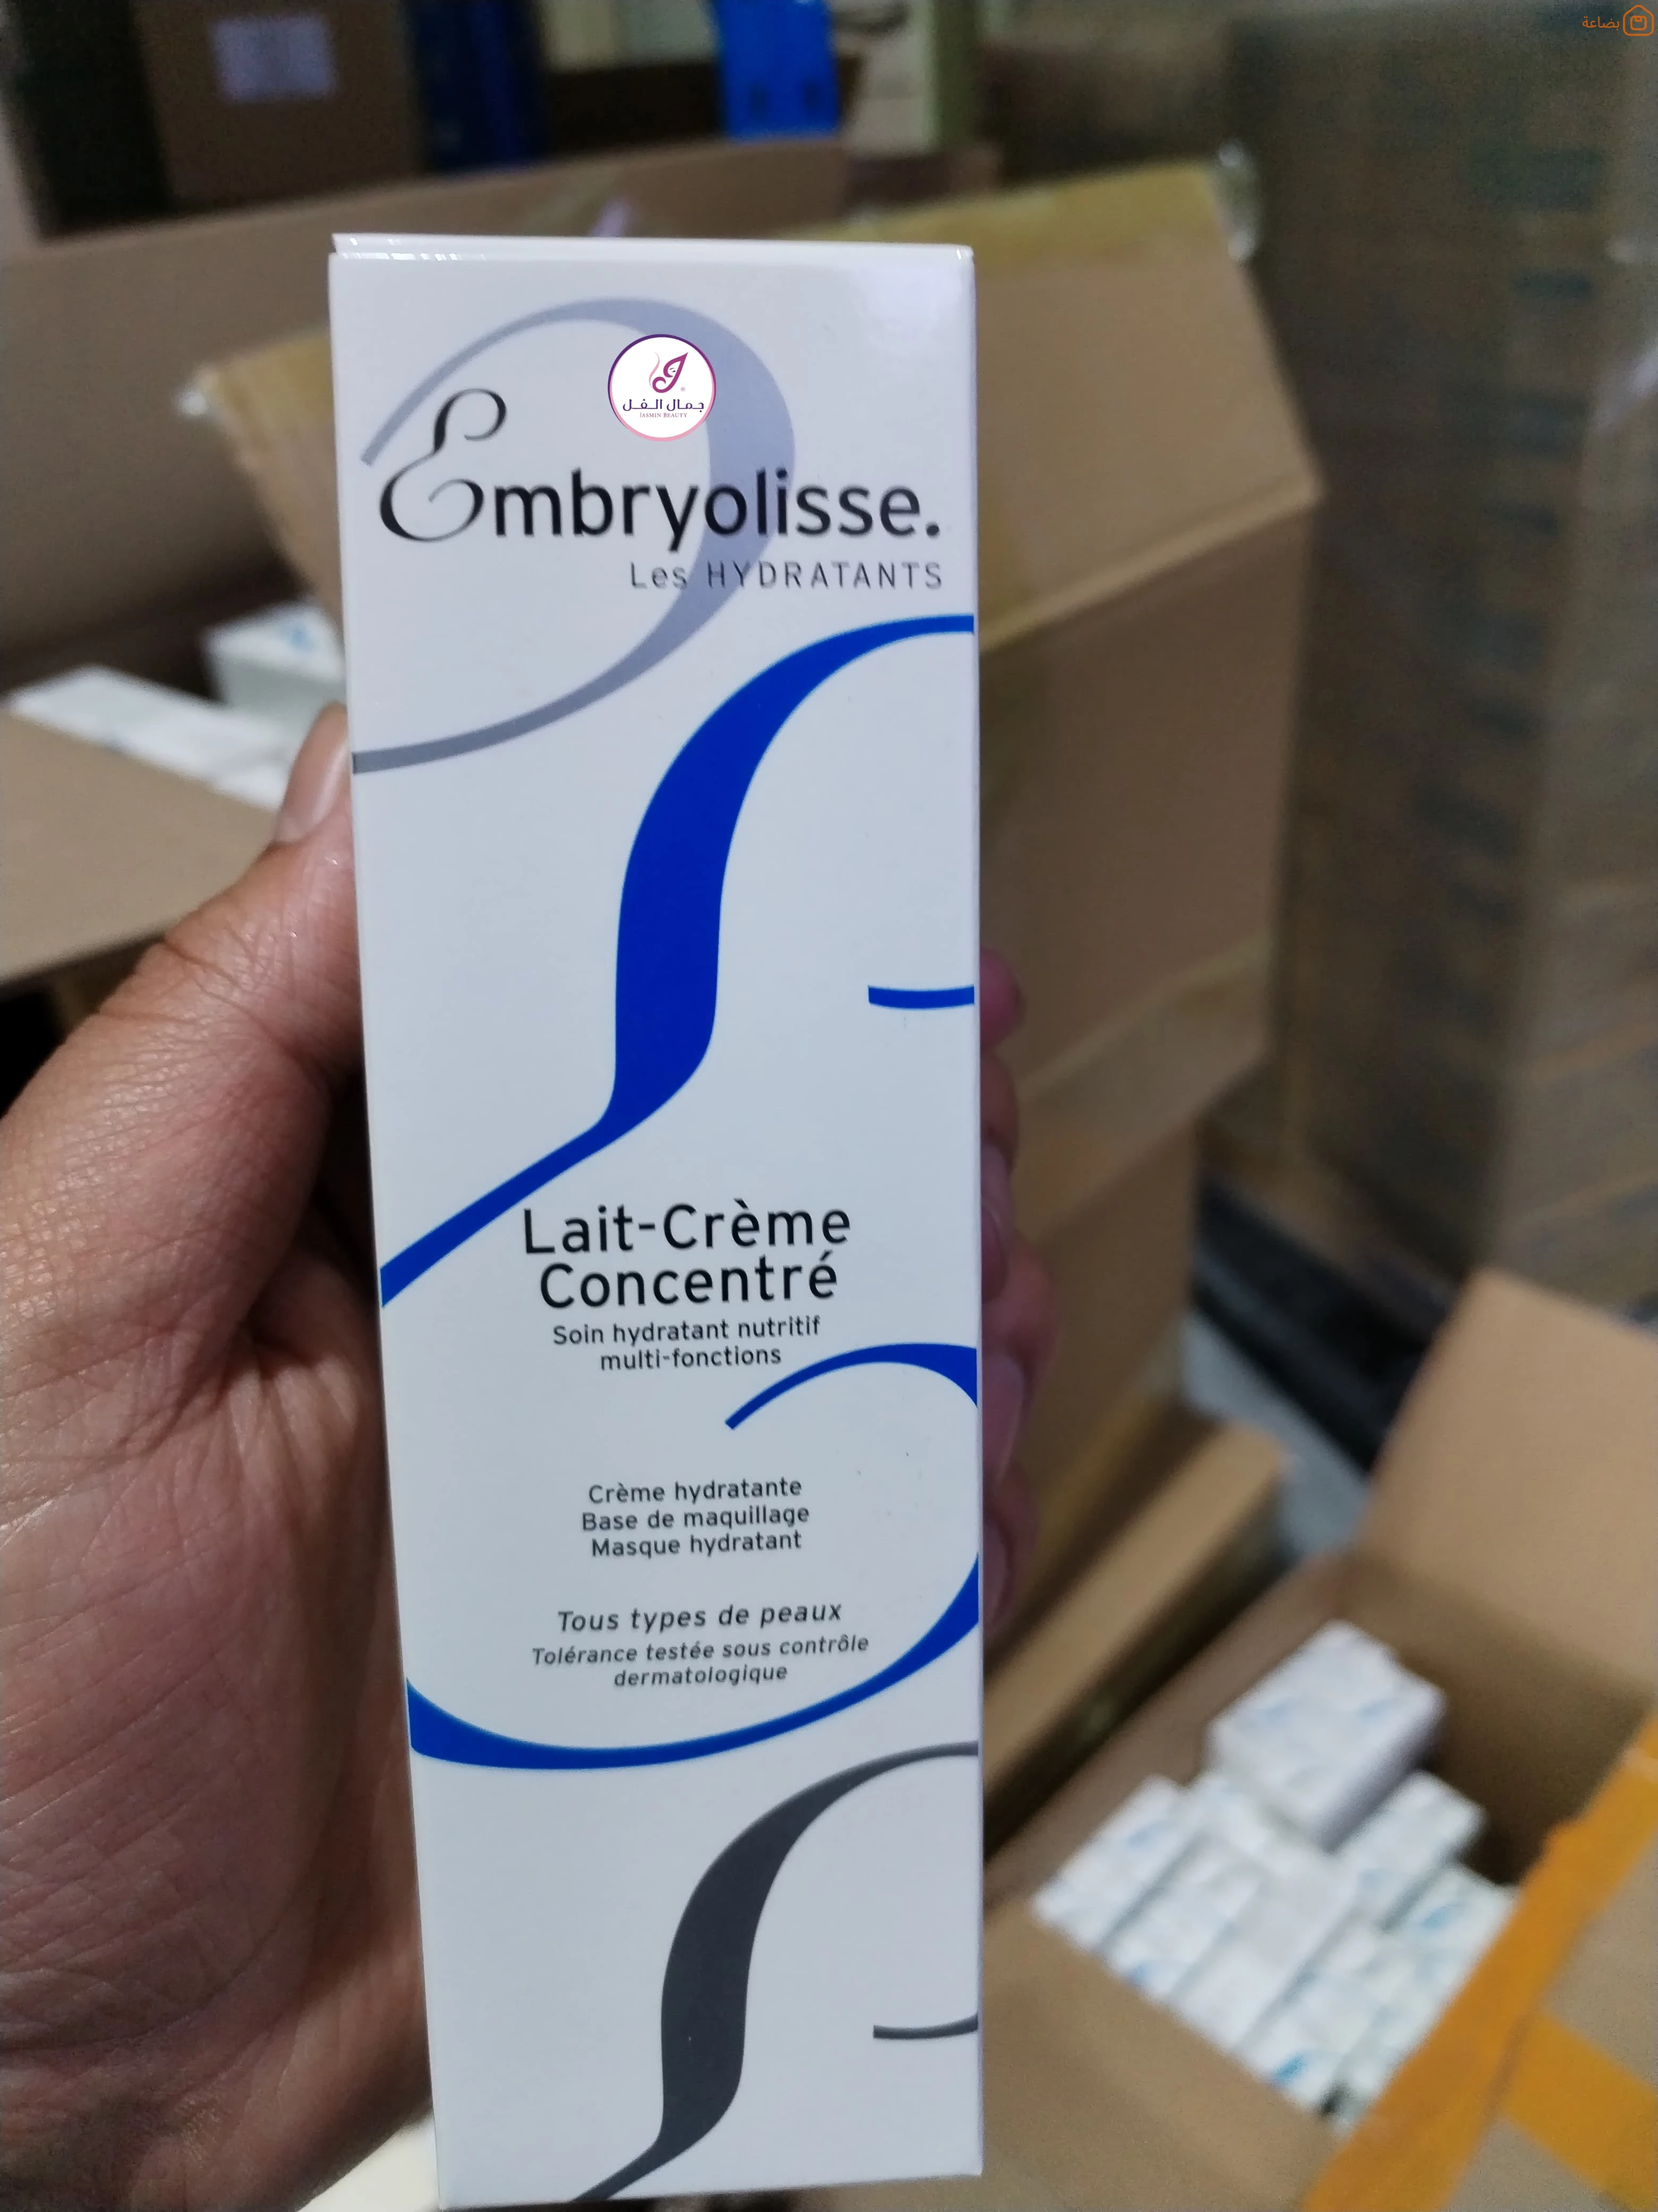 بضاعة
جمال الفل
JASMIN BEAUTY
Embryolisse.
Les HYDRATANTS
Lait-Crème
Concentré
Soin hydratant nutritif
multi-fonctions
Crème hydratante
Base de maquillage
Masque hydratant
Tous types de peaux
Tolérance testée sous contrôle
dermatologique